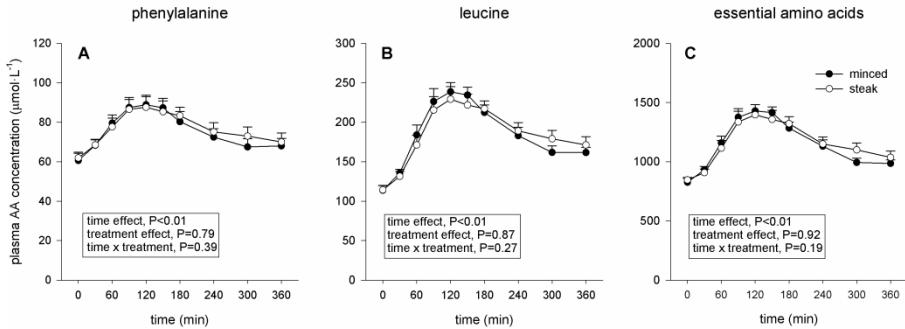 phenylalanine
leucine
essential amino acids
plasma AA concentration (µmol·L⁻¹)
120
100
80
60
40
20
0
A
time effect, P<0.01
treatment effect, P=0.79
time x treatment, P=0.39
0 60 120 180 240 300 360
time (min)
300
250
200
150
100
50
0
B
time effect, P<0.01
treatment effect, P=0.87
time x treatment, P=0.27
0 60 120 180 240 300 360
time (min)
2000
1500
1000
500
0
C
minced
steak
time effect, P<0.01
treatment effect, P=0.92
time x treatment, P=0.19
0 60 120 180 240 300 360
time (min)